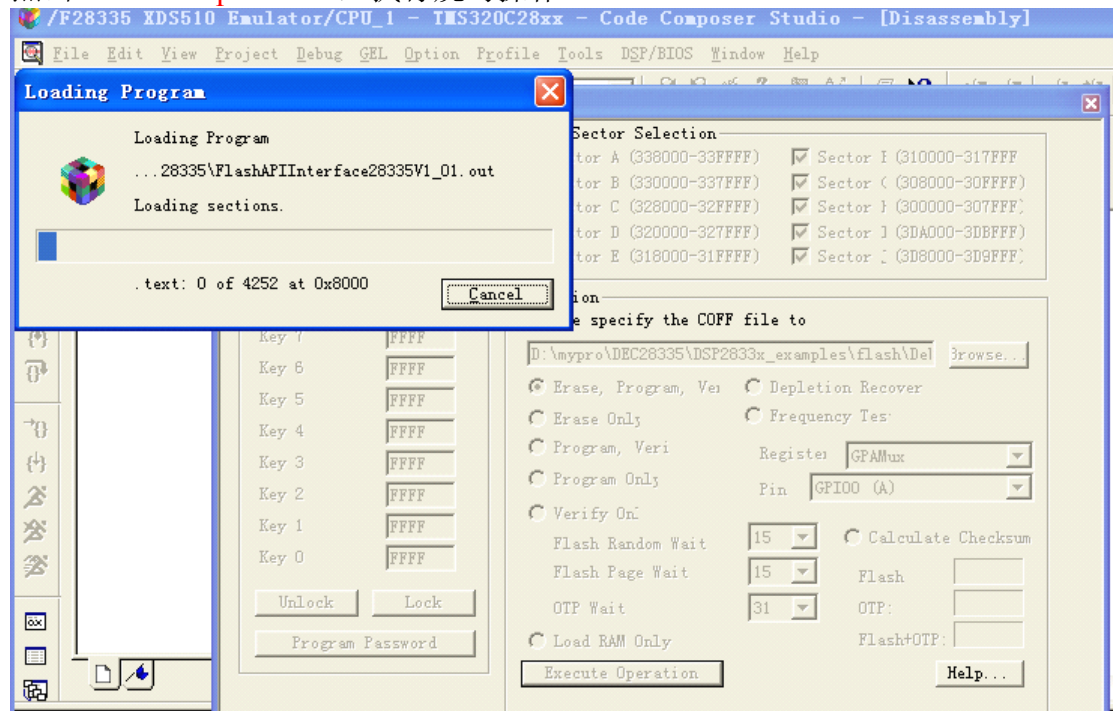 /F28335 XDS510 Emulator/CPU_1 - TMS320C28xx - Code Composer Studio - [Disassembly]
File Edit View Project Debug GEL Option Profile Tools DSP/BIOS Window Help
Loading Program
Loading Program
...28335\FlashAPIInterface28335V1_01.out
Loading sections.
.text: 0 of 4252 at 0x8000
Cancel
Sector Selection
tor A (338000-33FFFF) Sector F (310000-317FFF
tor B (330000-337FFF) Sector ( (308000-30FFFF)
tor C (328000-32FFFF) Sector (300000-307FFF
tor D (320000-327FFF) Sector (3DA000-3DBFFF)
tor E (318000-31FFFF) Sector (3D8000-3D9FFF
ion
e specify the COFF file to
D:\mypro\DEC28335\DSP2833x_examples\flash\Del Browse...
Key 7 FFFF
Key 6 FFFF
Key 5 FFFF
Key 4 FFFF
Key 3 FFFF
Key 2 FFFF
Key 1 FFFF
Key 0 FFFF
Unlock Lock
Program Password
Erase, Program, Ver Depletion Recover
Erase Only Frequency Tes
Program, Veri Register GPAMux
Program Only Pin GPIO0 (A)
Verify Onl
Flash Random Wait 15 Calculate Checksum
Flash Page Wait 15 Flash
OTP Wait 31 OTP:
Load RAM Only Flash+OTP:
Execute Operation Help...